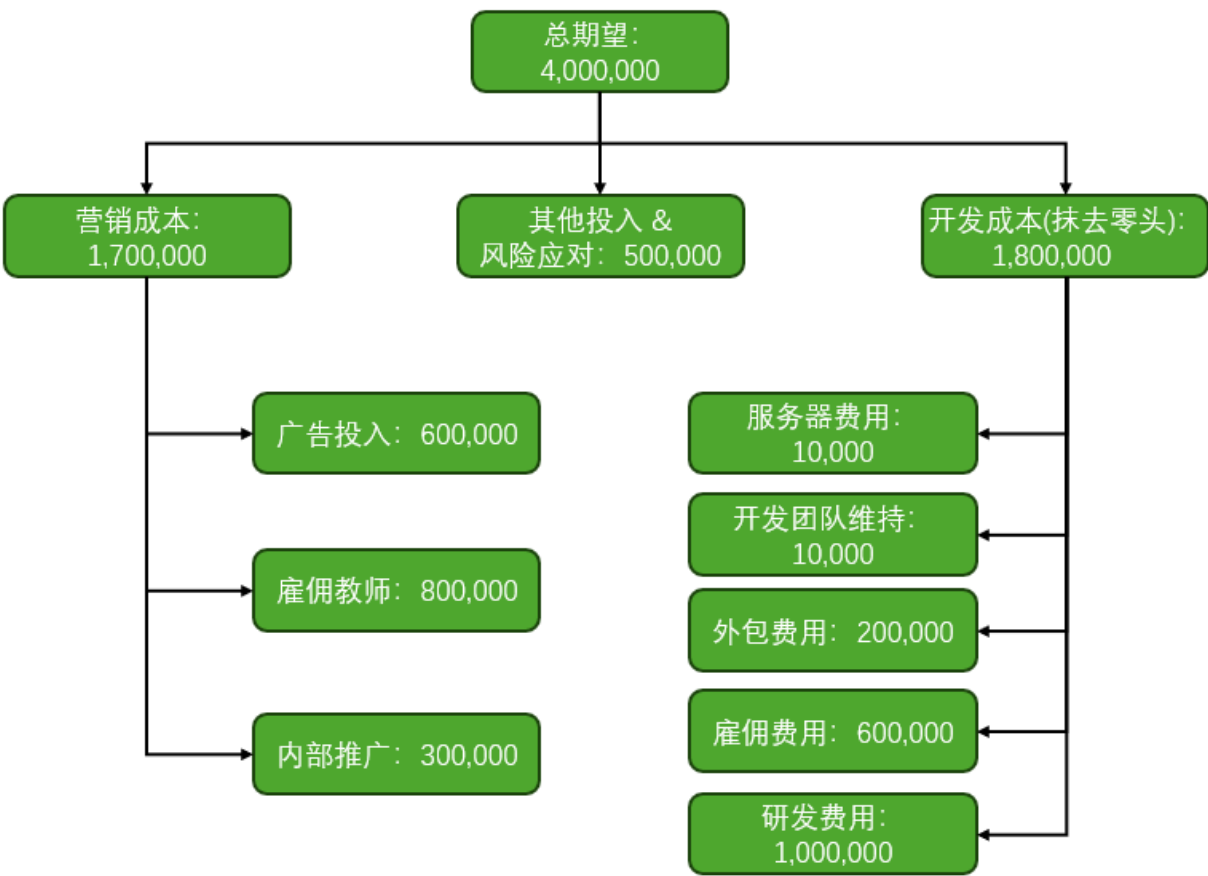 总期望：
4,000,000
营销成本：
1,700,000
其他投入 &
风险应对：500,000
开发成本(抹去零头)：
1,800,000
广告投入：600,000
雇佣教师：800,000
内部推广：300,000
服务器费用：
10,000
开发团队维持：
10,000
外包费用：200,000
雇佣费用：600,000
研发费用：
1,000,000